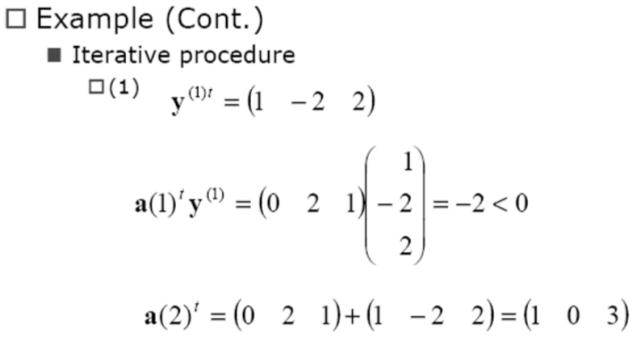 □ Example (Cont.)
■ Iterative procedure
□(1) y⁽¹⁾ᵗ = (1 −2 2)
a(1)ᵗy⁽¹⁾ = (0 2 1)(1 −2 2) = −2 < 0
a(2)ᵗ = (0 2 1)+(1 −2 2)=(1 0 3)